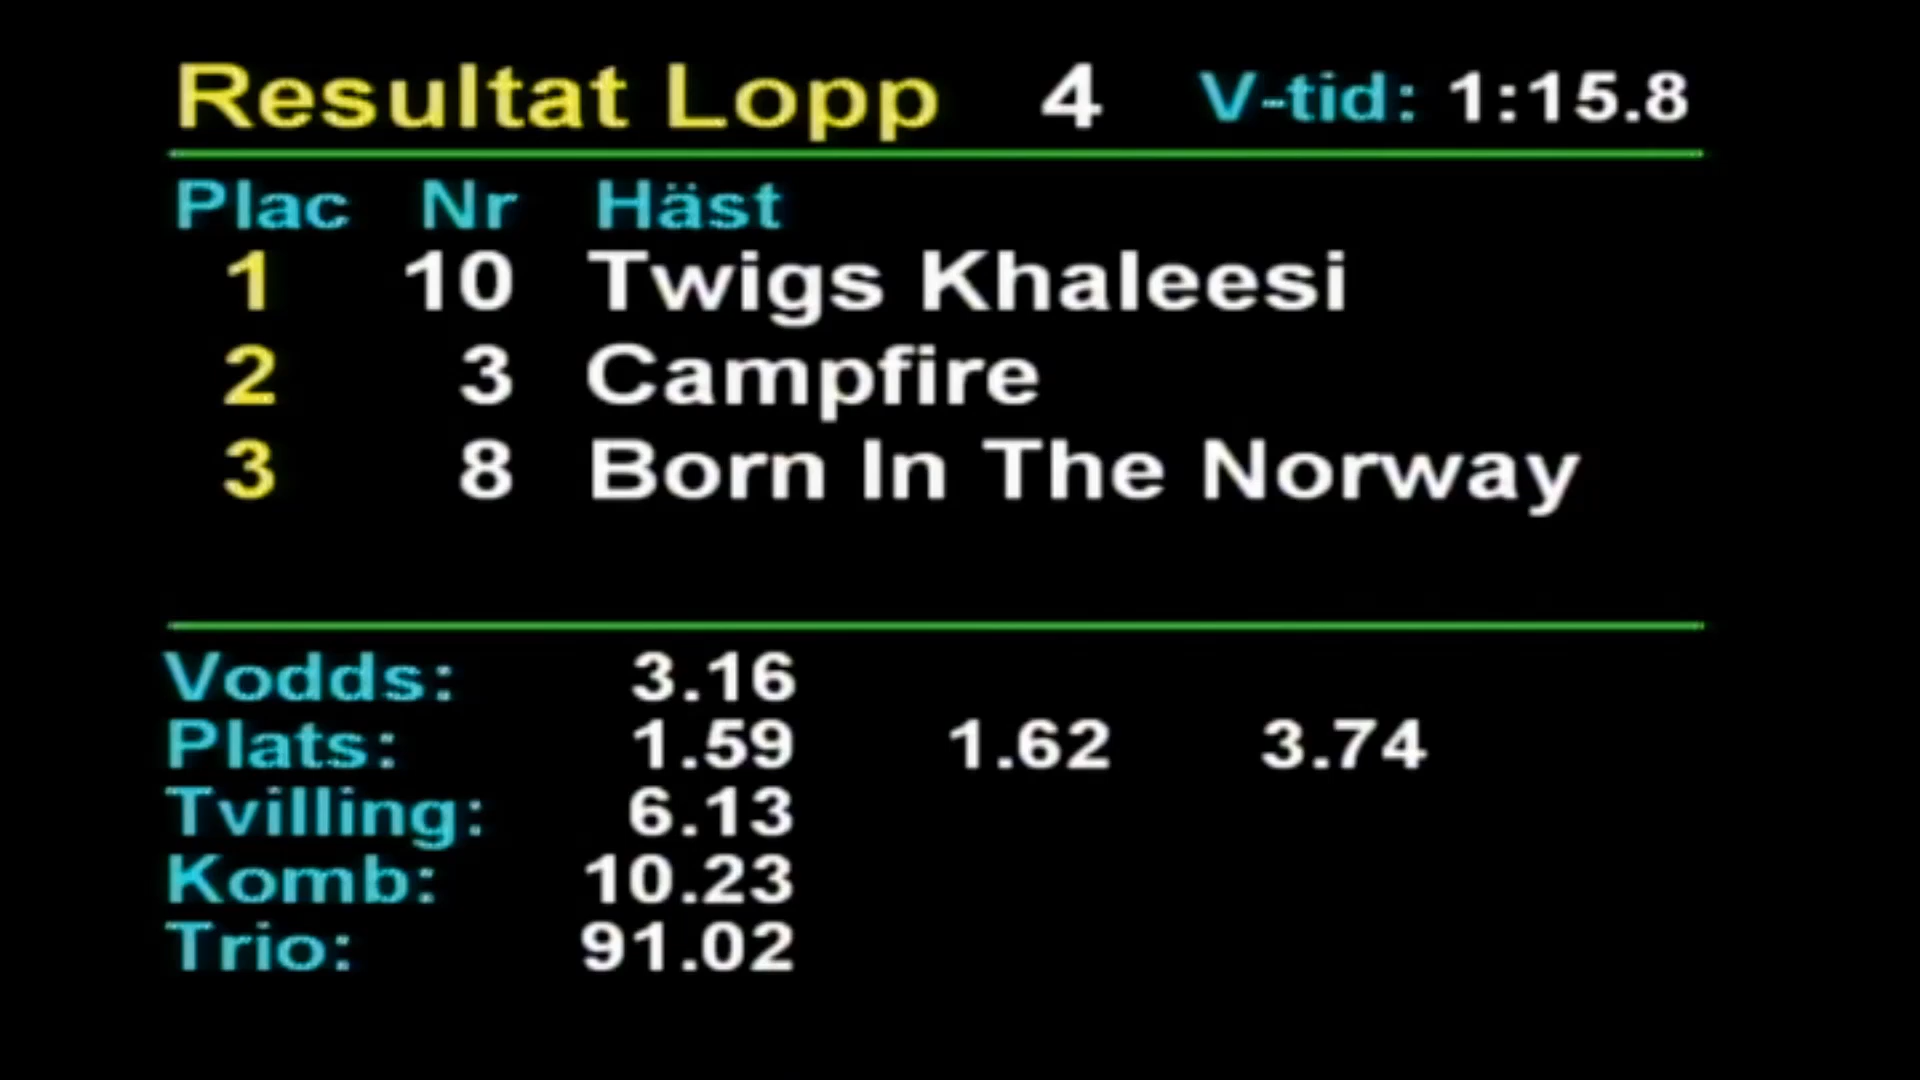 Resultat Lopp 4 V-tid: 1:15.8
Plac Nr Häst
1 10 Twigs Khaleesi
2 3 Campfire
3 8 Born In The Norway
Vodds: 3.16
Plats: 1.59 1.62 3.74
Tvilling: 6.13
Komb: 10.23
Trio: 91.02